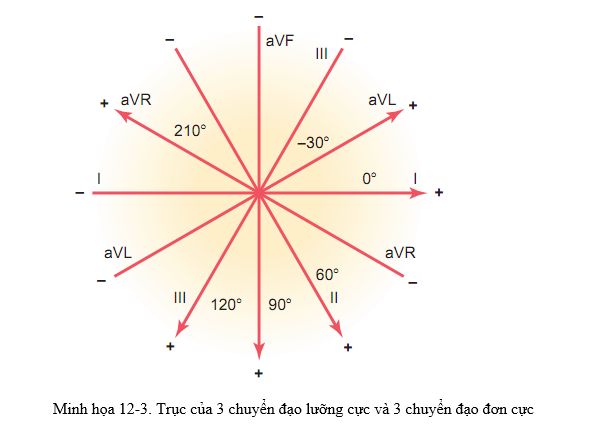 –
aVF
III
–
–
+ aVR
aVL +
210°
–30°
I
0°
I
–
+
aVL
aVR
–
60°
–
III
120°
90°
II
+
+
+
Minh họa 12-3. Trục của 3 chuyển đạo lưỡng cực và 3 chuyển đạo đơn cực